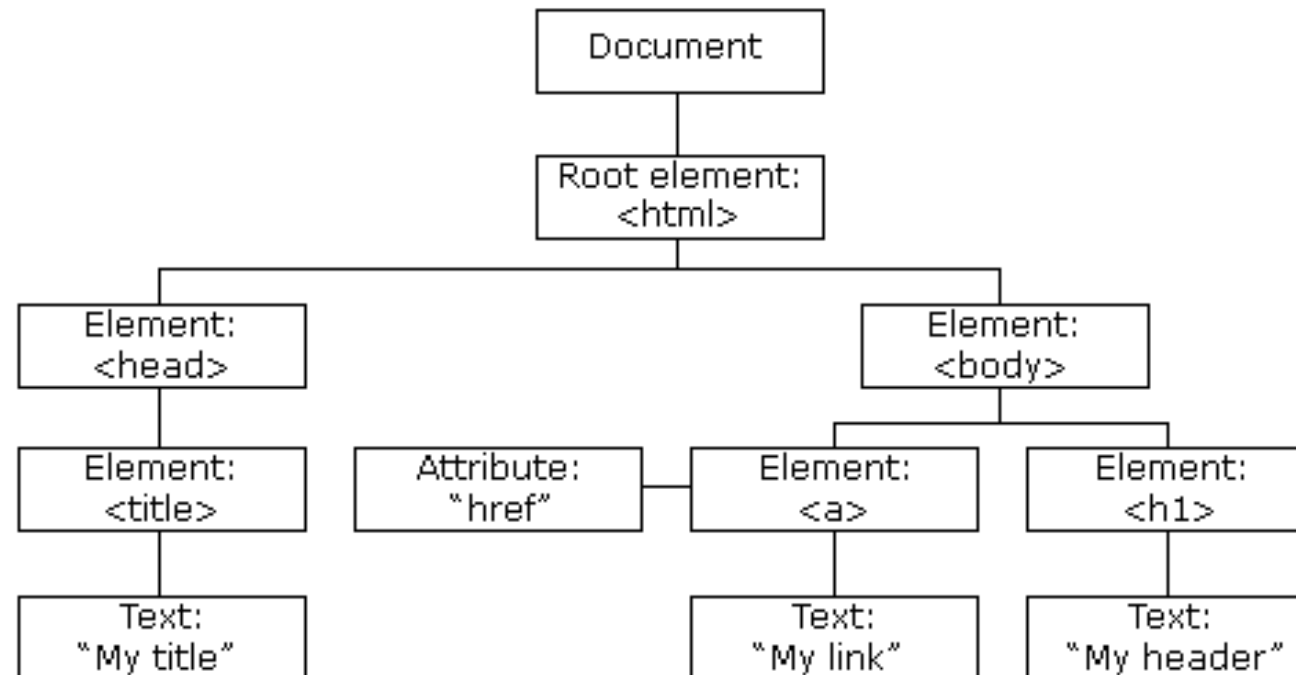 Document
Root element:
<html>
Element:
<head>
Element:
<body>
Element:
<title>
Attribute:
“href”
Element:
<a>
Element:
<h1>
Text:
“My title”
Text:
“My link”
Text:
“My header”